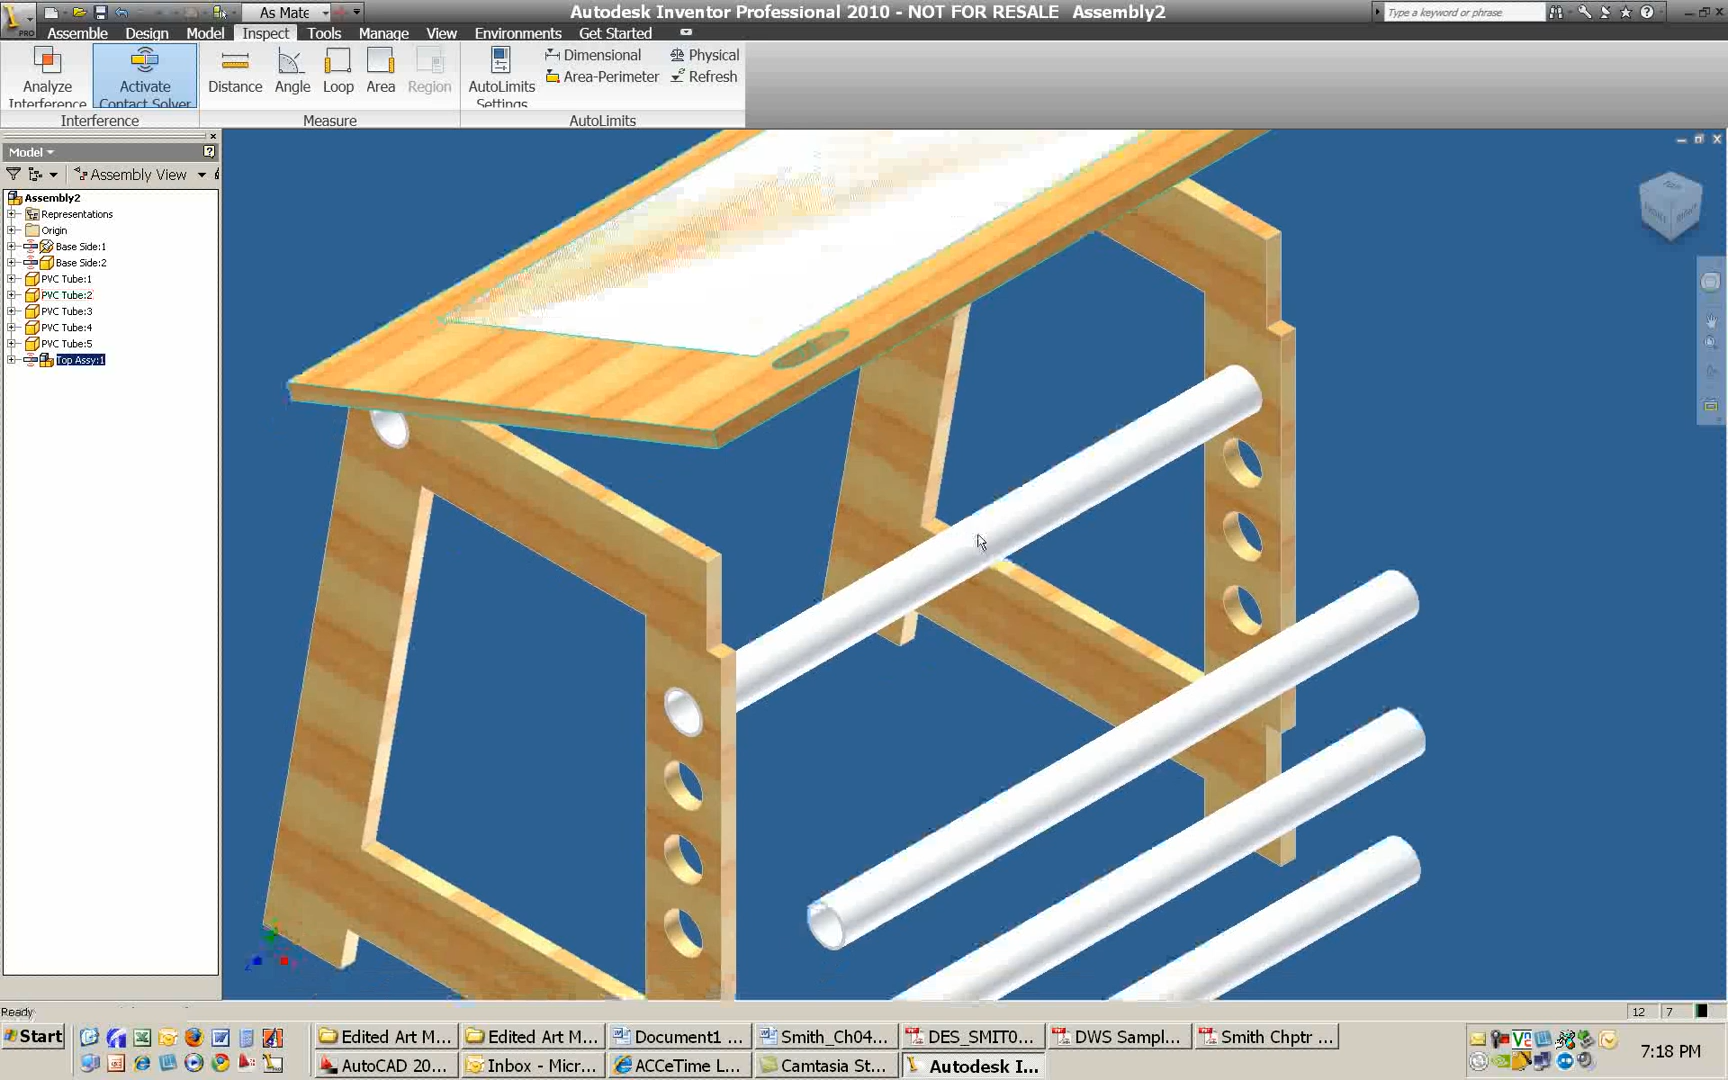 As Mate
Autodesk Inventor Professional 2010 - NOT FOR RESALE Assembly2
Type a keyword or phrase
PRO
Assemble Design Model Inspect Tools Manage View Environments Get Started
Analyze Interference
Activate Contact Solver
Distance Angle Loop Area Region
AutoLimits Settings
Dimensional
Physical
Area-Perimeter
Refresh
Interference Measure AutoLimits
Model
Assembly View
Assembly2
Representations
Origin
Base Side:1
Base Side:2
PVC Tube:1
PVC Tube:2
PVC Tube:3
PVC Tube:4
PVC Tube:5
Top Assy:1
TOP
FRONT
RIGHT
Ready
12 7
Start
Edited Art M...
Edited Art M...
Document1 ...
Smith_Ch04...
DES_SMIT0...
DWS Sampl...
Smith Chptr ...
AutoCAD 20...
Inbox - Micr...
ACCeTime L...
Camtasia St...
Autodesk I...
7:18 PM